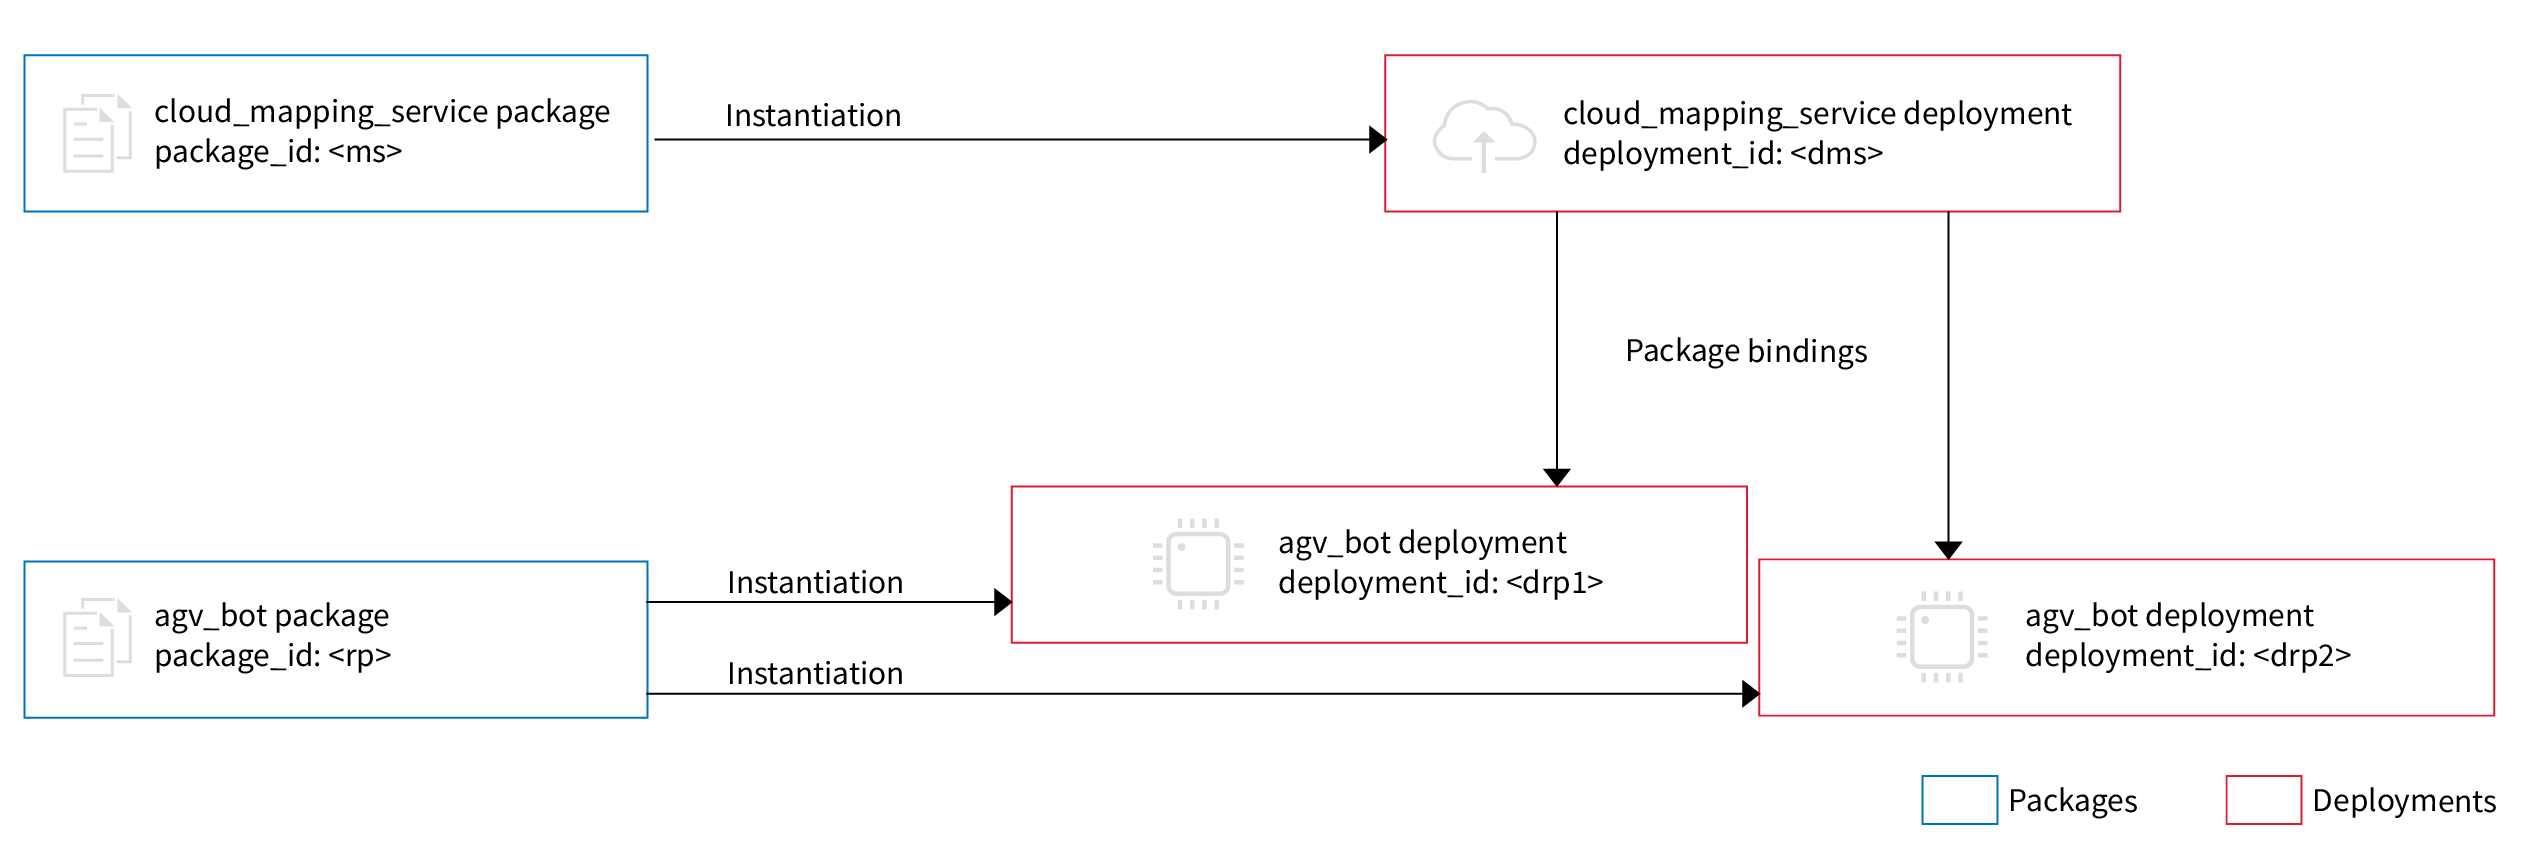 cloud_mapping_service package
package_id: <ms>
Instantiation
cloud_mapping_service deployment
deployment_id: <dms>
Package bindings
agv_bot package
package_id: <rp>
Instantiation
Instantiation
agv_bot deployment
deployment_id: <drp1>
agv_bot deployment
deployment_id: <drp2>
Packages
Deployments